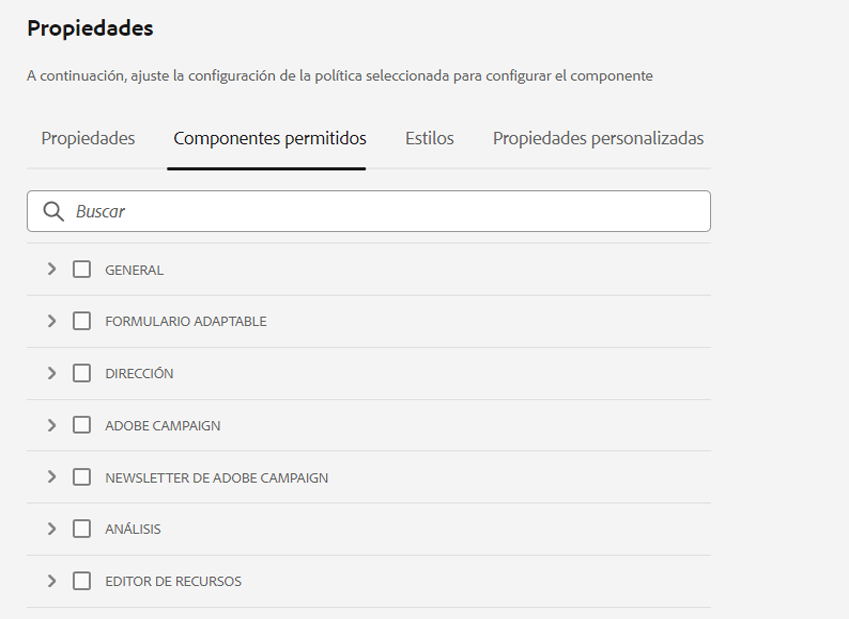 Propiedades
A continuación, ajuste la configuración de la política seleccionada para configurar el componente
Propiedades Componentes permitidos Estilos Propiedades personalizadas
Buscar
GENERAL
FORMULARIO ADAPTABLE
DIRECCIÓN
ADOBE CAMPAIGN
NEWSLETTER DE ADOBE CAMPAIGN
ANÁLISIS
EDITOR DE RECURSOS